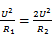 U²/R₁ = 2U²/R₂